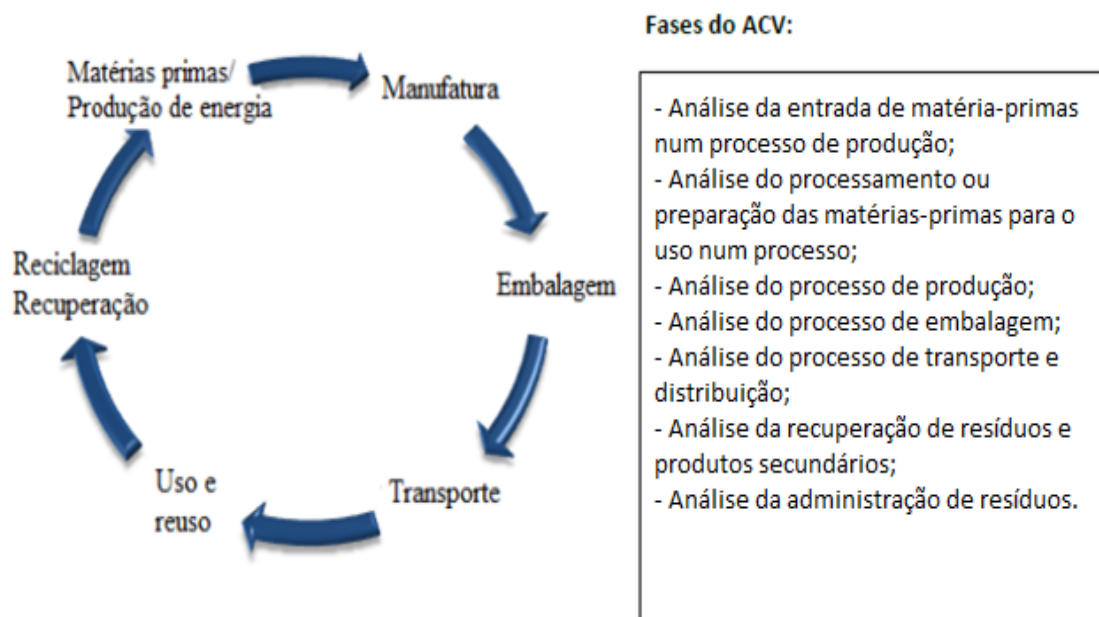 Matérias primas/
Produção de energia
Manufatura
Embalagem
Transporte
Uso e
reuso
Reciclagem
Recuperação
Fases do ACV:
- Análise da entrada de matéria-primas
num processo de produção;
- Análise do processamento ou
preparação das matérias-primas para o
uso num processo;
- Análise do processo de produção;
- Análise do processo de embalagem;
- Análise do processo de transporte e
distribuição;
- Análise da recuperação de resíduos e
produtos secundários;
- Análise da administração de resíduos.